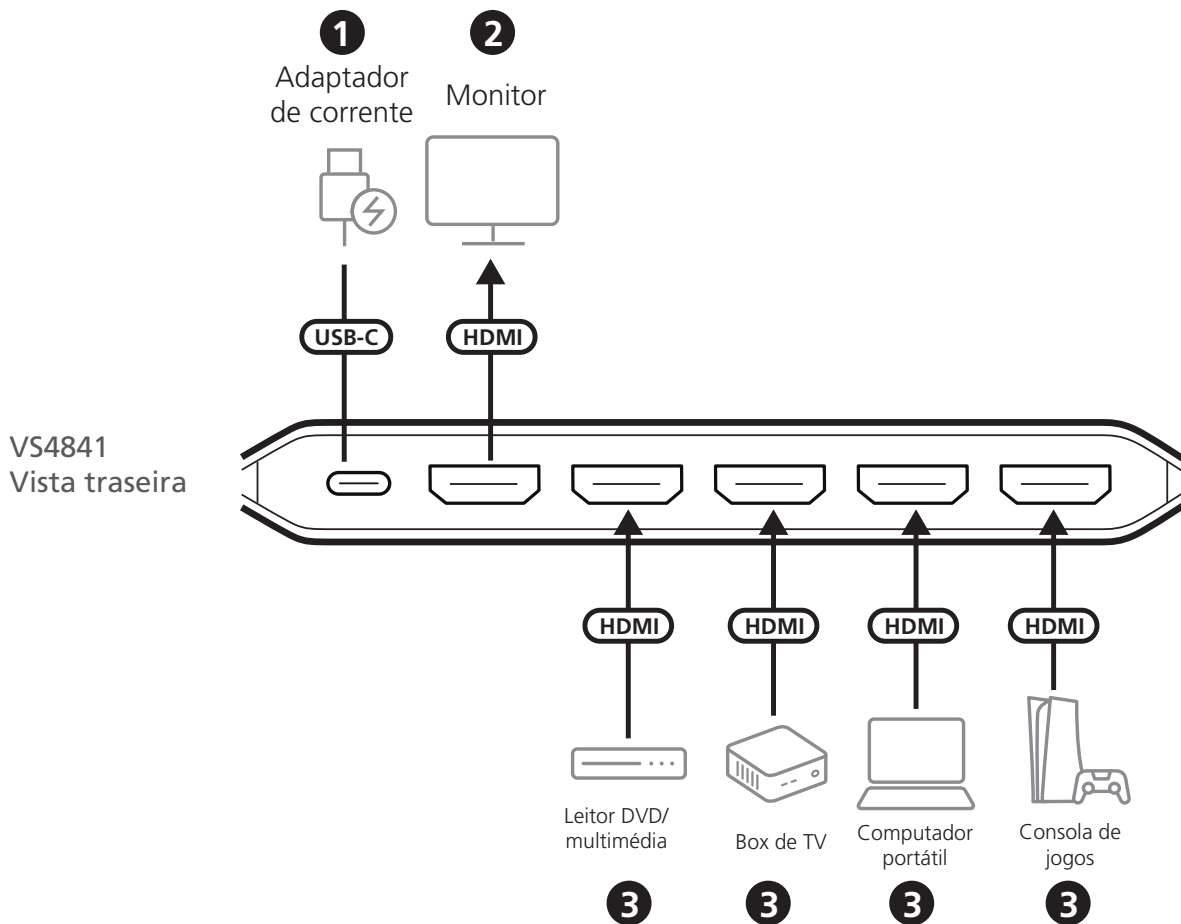 1
Adaptador
de corrente
2
Monitor
USB-C
HDMI
VS4841
Vista traseira
HDMI
HDMI
HDMI
HDMI
Leitor DVD/
multimédia
Box de TV
Computador
portátil
Consola de
jogos
3
3
3
3